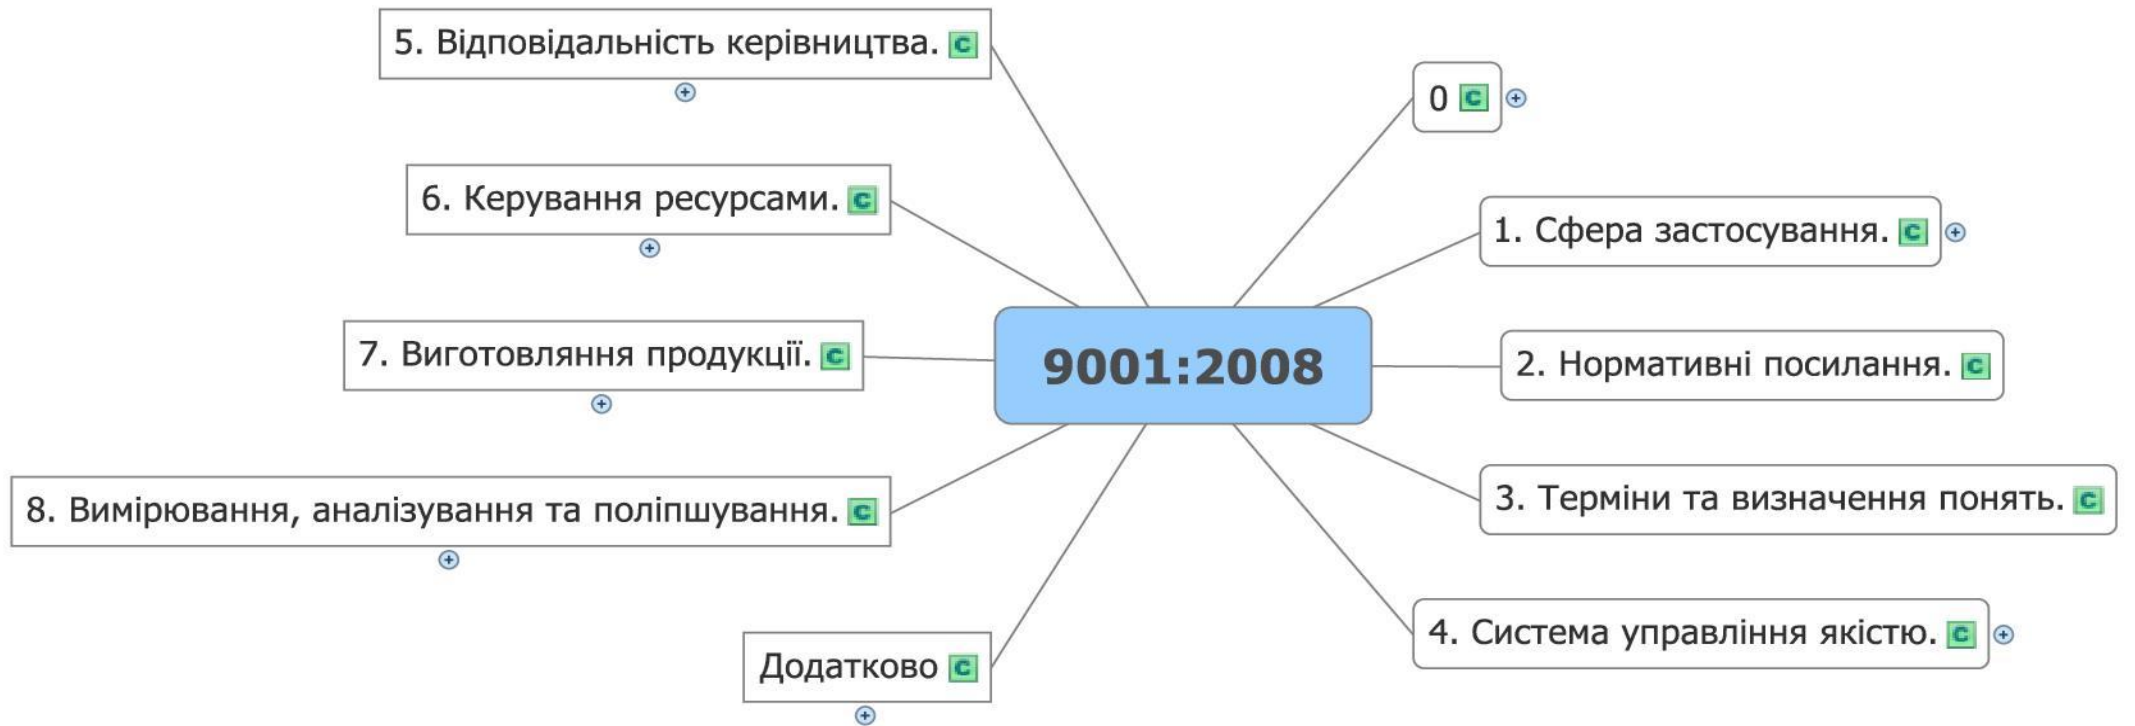 5. Відповідальність керівництва.
6. Керування ресурсами.
7. Виготовляння продукції.
8. Вимірювання, аналізування та поліпшування.
Додатково
9001:2008
0
1. Сфера застосування.
2. Нормативні посилання.
3. Терміни та визначення понять.
4. Система управління якістю.